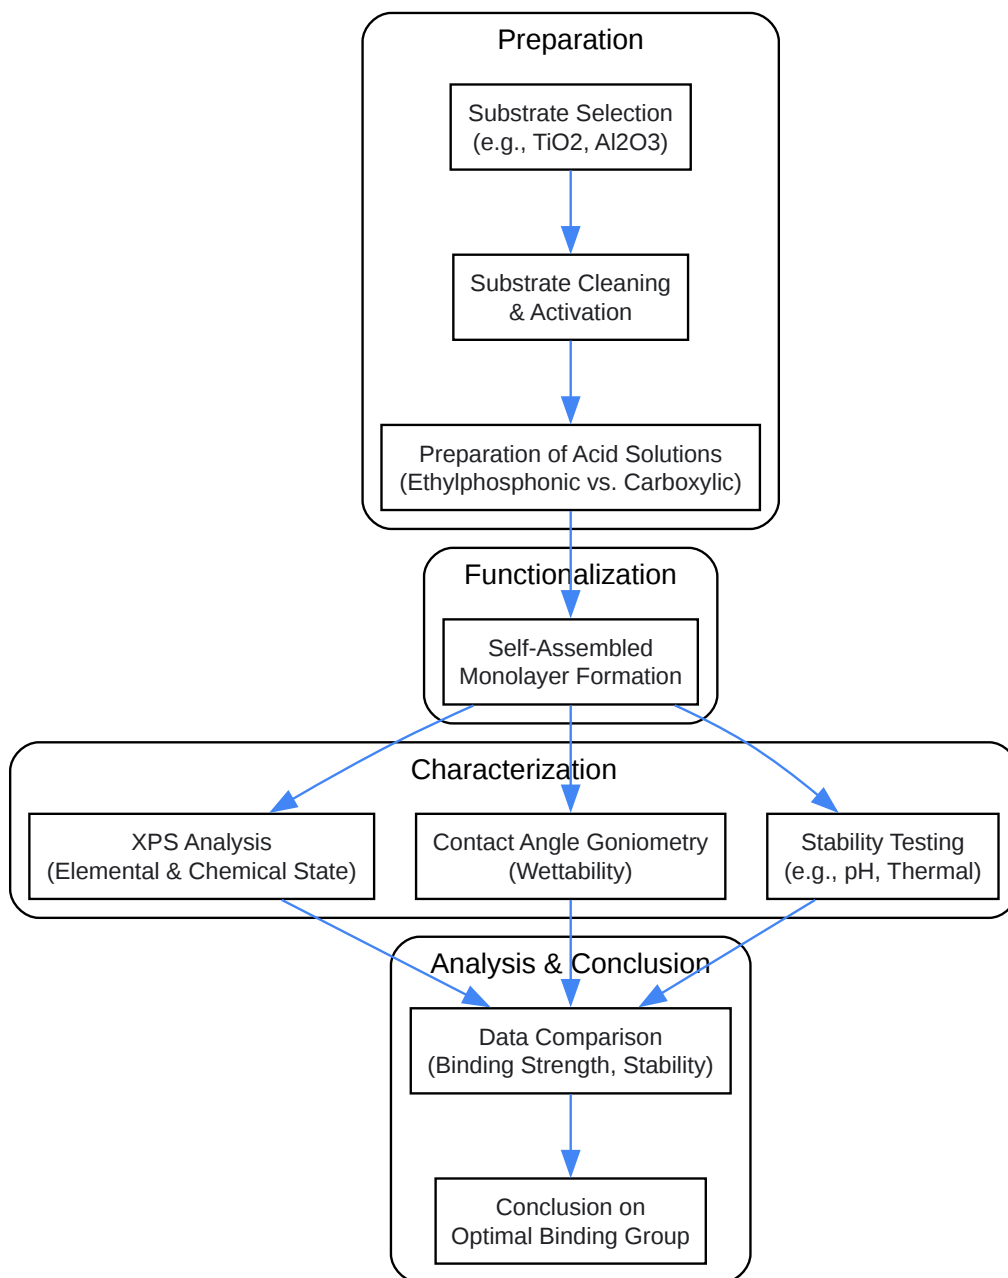 Preparation
Substrate Selection
(e.g., TiO2, Al2O3)
Substrate Cleaning
& Activation
Preparation of Acid Solutions
(Ethylphosphonic vs. Carboxylic)
Functionalization
Self-Assembled
Monolayer Formation
Characterization
XPS Analysis
(Elemental & Chemical State)
Contact Angle Goniometry
(Wettability)
Stability Testing
(e.g., pH, Thermal)
Analysis & Conclusion
Data Comparison
(Binding Strength, Stability)
Conclusion on
Optimal Binding Group